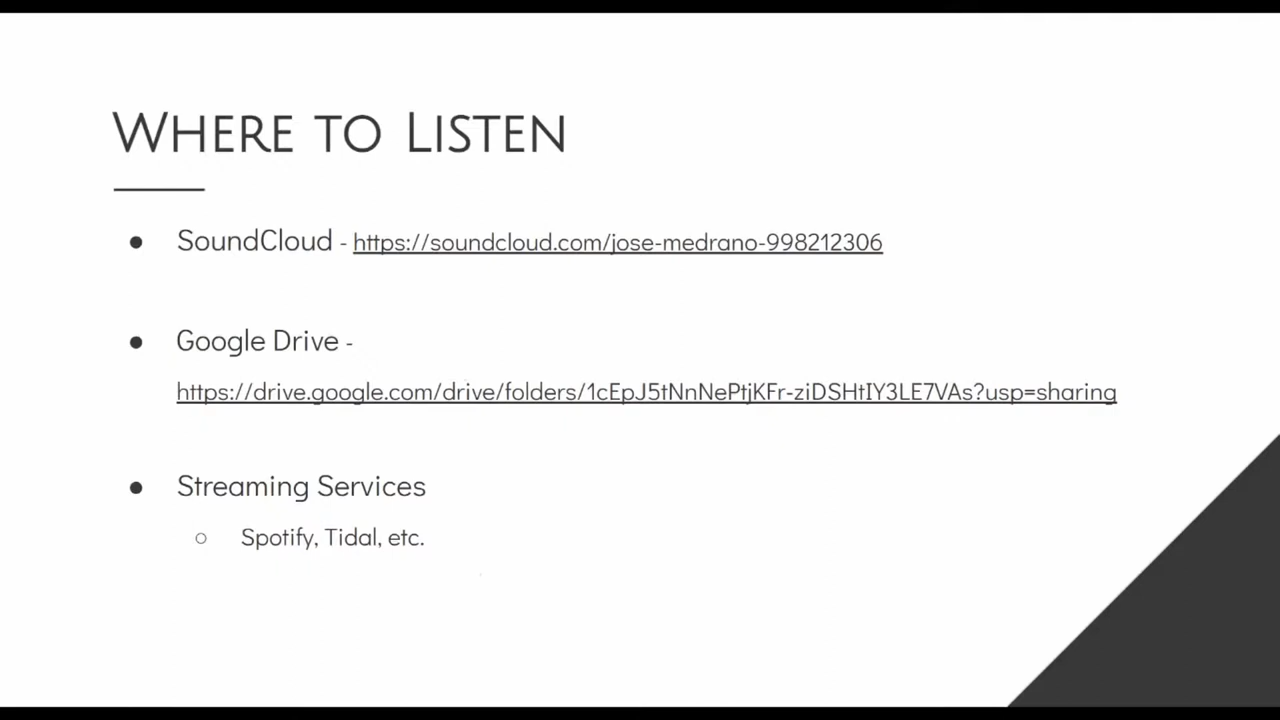 Where to Listen
● SoundCloud - https://soundcloud.com/jose-medrano-998212306
● Google Drive -
https://drive.google.com/drive/folders/1cEpJ5tNnNePtjKFr-ziDSHtIY3LE7VAs?usp=sharing
● Streaming Services
○ Spotify, Tidal, etc.